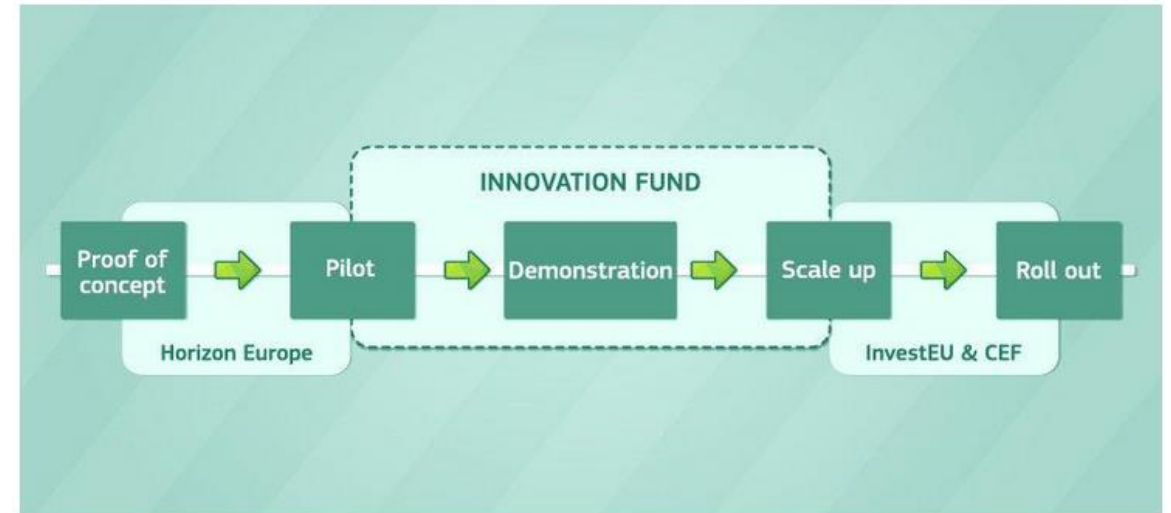 INNOVATION FUND
Proof of
concept
Pilot
Demonstration
Scale up
Roll out
Horizon Europe
InvestEU & CEF